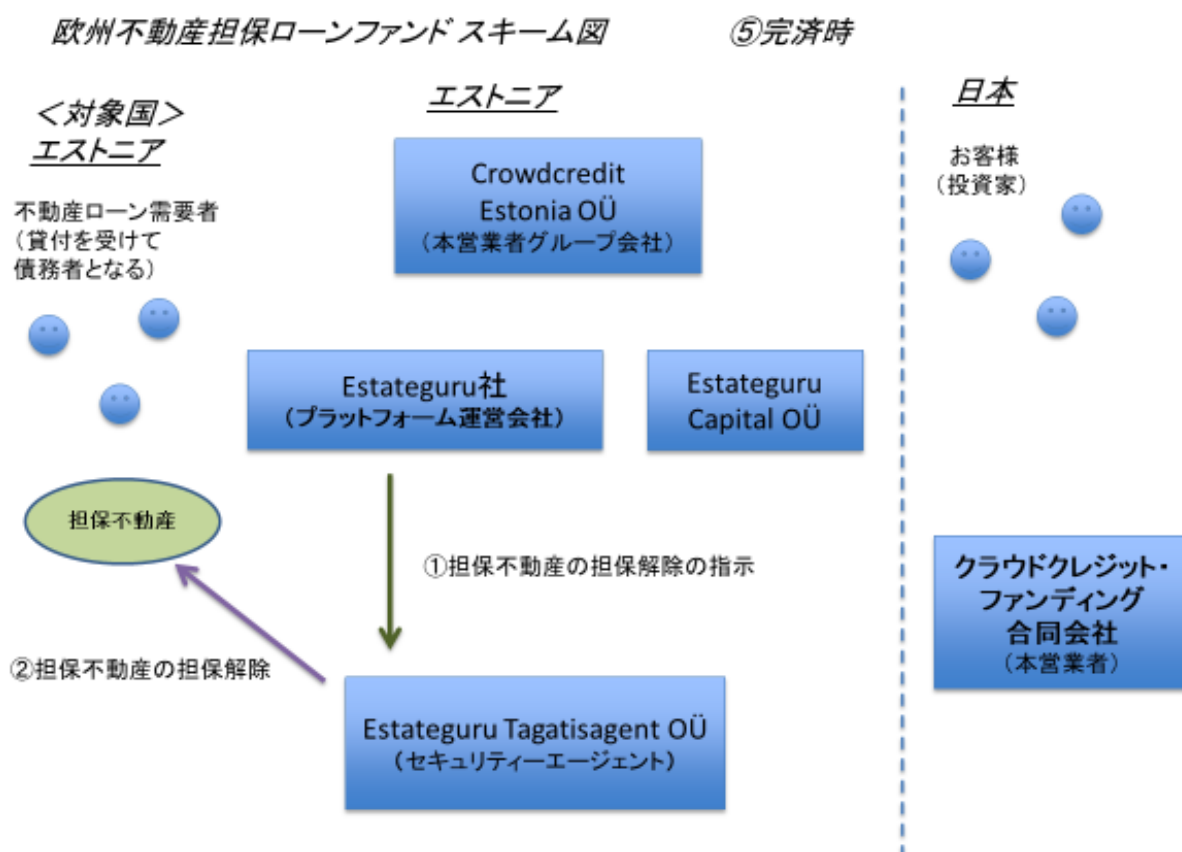 欧州不動産担保ローンファンド スキーム図
⑤完済時
＜対象国＞
エストニア
エストニア
日本
不動産ローン需要者
（貸付を受けて
債務者となる）
Crowdcredit
Estonia OÜ
（本営業者グループ会社）
お客様
（投資家）
Estateguru社
（プラットフォーム運営会社）
Estateguru
Capital OÜ
担保不動産
①担保不動産の担保解除の指示
②担保不動産の担保解除
クラウドクレジット・
ファンディング
合同会社
（本営業者）
Estateguru Tagatisagent OÜ
（セキュリティーエージェント）